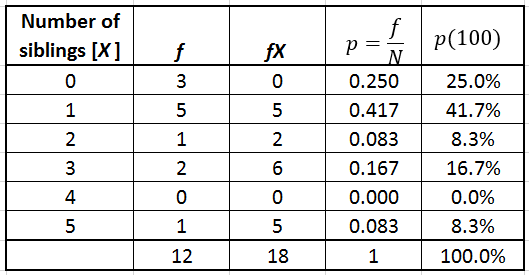 Number of siblings [X] f fX p = f/N p(100)
0 3 0 0.250 25.0%
1 5 5 0.417 41.7%
2 1 2 0.083 8.3%
3 2 6 0.167 16.7%
4 0 0 0.000 0.0%
5 1 5 0.083 8.3%
12 18 1 100.0%